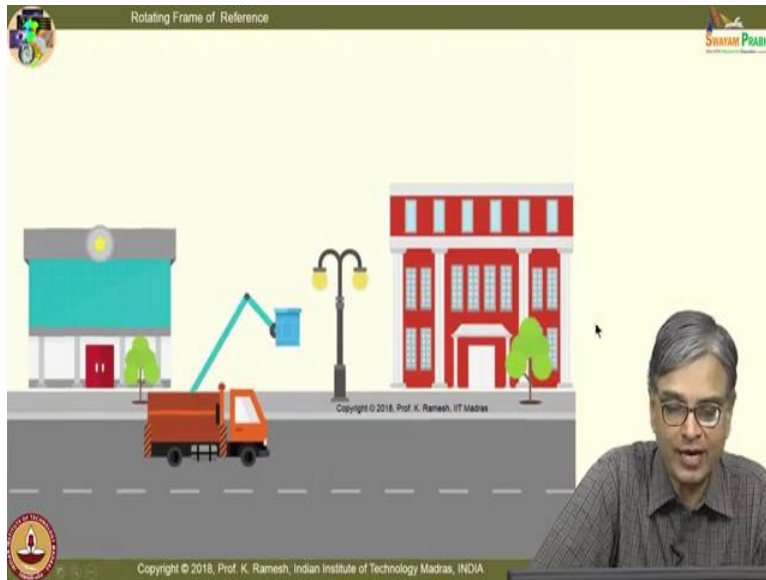 Rotating Frame of Reference
SWAYAM PRABH
Copyright © 2018, Prof. K. Ramesh, IIT Madras
Copyright © 2018, Prof. K. Ramesh, Indian Institute of Technology Madras, INDIA